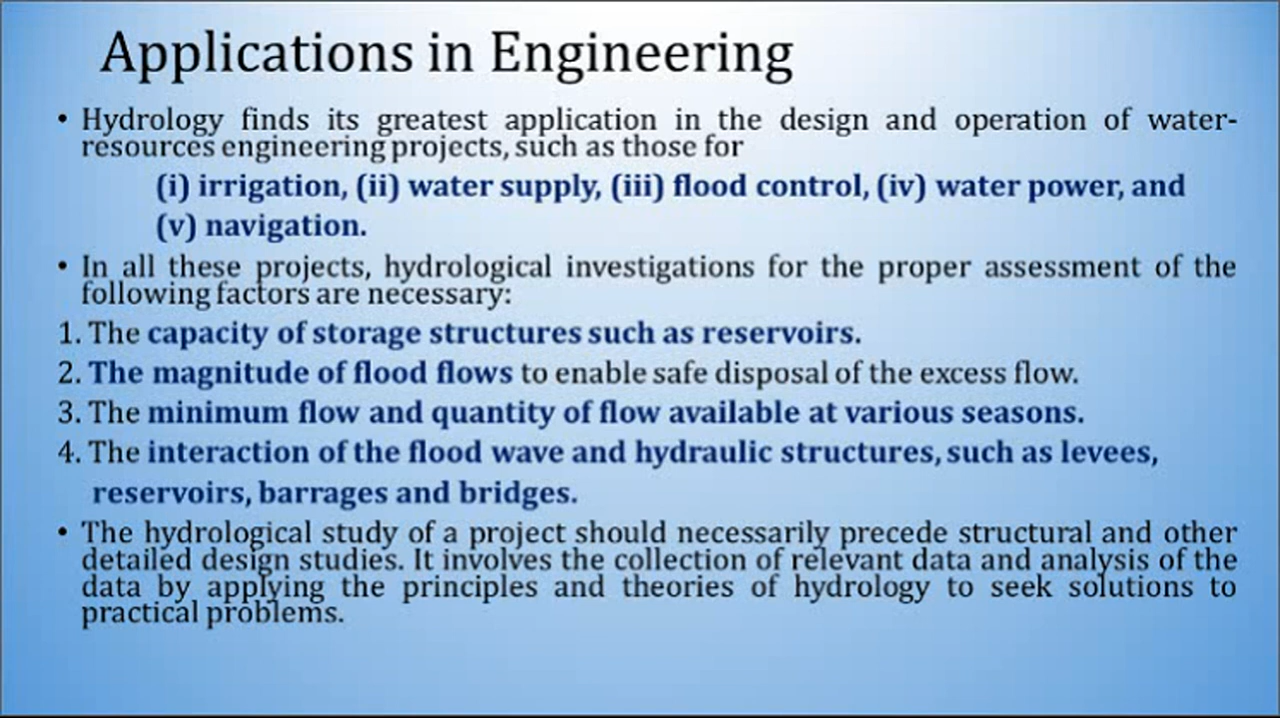 Applications in Engineering
• Hydrology finds its greatest application in the design and operation of water-
resources engineering projects, such as those for
(i) irrigation, (ii) water supply, (iii) flood control, (iv) water power, and
(v) navigation.
• In all these projects, hydrological investigations for the proper assessment of the
following factors are necessary:
1. The capacity of storage structures such as reservoirs.
2. The magnitude of flood flows to enable safe disposal of the excess flow.
3. The minimum flow and quantity of flow available at various seasons.
4. The interaction of the flood wave and hydraulic structures, such as levees,
reservoirs, barrages and bridges.
• The hydrological study of a project should necessarily precede structural and other
detailed design studies. It involves the collection of relevant data and analysis of the
data by applying the principles and theories of hydrology to seek solutions to
practical problems.